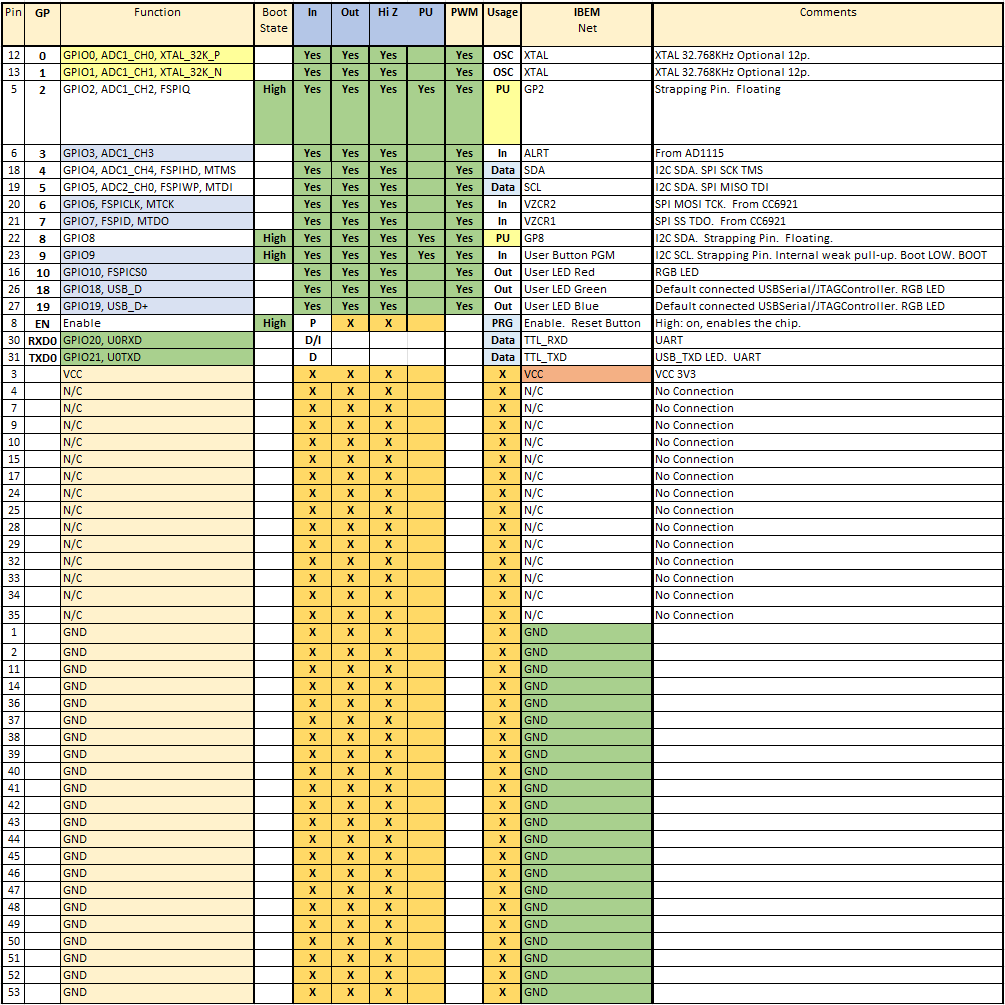 Pin GP Function Boot State In Out Hi Z PU PWM Usage IBEM Net Comments
12 0 GPIO0, ADC1_CH0, XTAL_32K_P Yes Yes Yes Yes OSC XTAL XTAL 32.768KHz Optional 12p.
13 1 GPIO1, ADC1_CH1, XTAL_32K_N Yes Yes Yes Yes OSC XTAL XTAL 32.768KHz Optional 12p.
5 2 GPIO2, ADC1_CH2, FSPIQ High Yes Yes Yes Yes Yes PU GP2 Strapping Pin. Floating
6 3 GPIO3, ADC1_CH3 Yes Yes Yes Yes In ALRT From AD1115
18 4 GPIO4, ADC1_CH4, FSPIHD, MTMS Yes Yes Yes Yes Data SDA I2C SDA. SPI SCK TMS
19 5 GPIO5, ADC2_CH0, FSPIWP, MTDI Yes Yes Yes Yes Data SCL I2C SDA. SPI MISO TDI
20 6 GPIO6, FSPICLK, MTCK Yes Yes Yes Yes In VZCR2 SPI MOSI TCK. From CC6921
21 7 GPIO7, FSPID, MTDO Yes Yes Yes Yes In VZCR1 SPI SS TDO. From CC6921
22 8 GPIO8 High Yes Yes Yes Yes Yes PU GP8 I2C SDA. Strapping Pin. Floating.
23 9 GPIO9 High Yes Yes Yes Yes Yes In User Button PGM I2C SCL. Strapping Pin. Internal weak pull-up. Boot LOW. BOOT
16 10 GPIO10, FSPICS0 Yes Yes Yes Yes Out User LED Red RGB LED
26 18 GPIO18, USB_D Yes Yes Yes Yes Out User LED Green Default connected USBSerial/JTAGController. RGB LED
27 19 GPIO19, USB_D+ Yes Yes Yes Yes Out User LED Blue Default connected USBSerial/JTAGController. RGB LED
8 EN Enable High P X X PRG Enable. Reset Button High: on, enables the chip.
30 RXD0 GPIO20, U0RXD D/I Data TTL_RXD UART
31 TXD0 GPIO21, U0TXD D Data TTL_TXD USB_TXD LED. UART
3 VCC X X X X VCC VCC 3V3
4 N/C X X X X N/C No Connection
7 N/C X X X X N/C No Connection
9 N/C X X X X N/C No Connection
10 N/C X X X X N/C No Connection
15 N/C X X X X N/C No Connection
17 N/C X X X X N/C No Connection
24 N/C X X X X N/C No Connection
25 N/C X X X X N/C No Connection
28 N/C X X X X N/C No Connection
29 N/C X X X X N/C No Connection
32 N/C X X X X N/C No Connection
33 N/C X X X X N/C No Connection
34 N/C X X X X N/C No Connection
35 N/C X X X X N/C No Connection
1 GND X X X X GND
2 GND X X X X GND
11 GND X X X X GND
14 GND X X X X GND
36 GND X X X X GND
37 GND X X X X GND
38 GND X X X X GND
39 GND X X X X GND
40 GND X X X X GND
41 GND X X X X GND
42 GND X X X X GND
43 GND X X X X GND
44 GND X X X X GND
45 GND X X X X GND
46 GND X X X X GND
47 GND X X X X GND
48 GND X X X X GND
49 GND X X X X GND
50 GND X X X X GND
51 GND X X X X GND
52 GND X X X X GND
53 GND X X X X GND